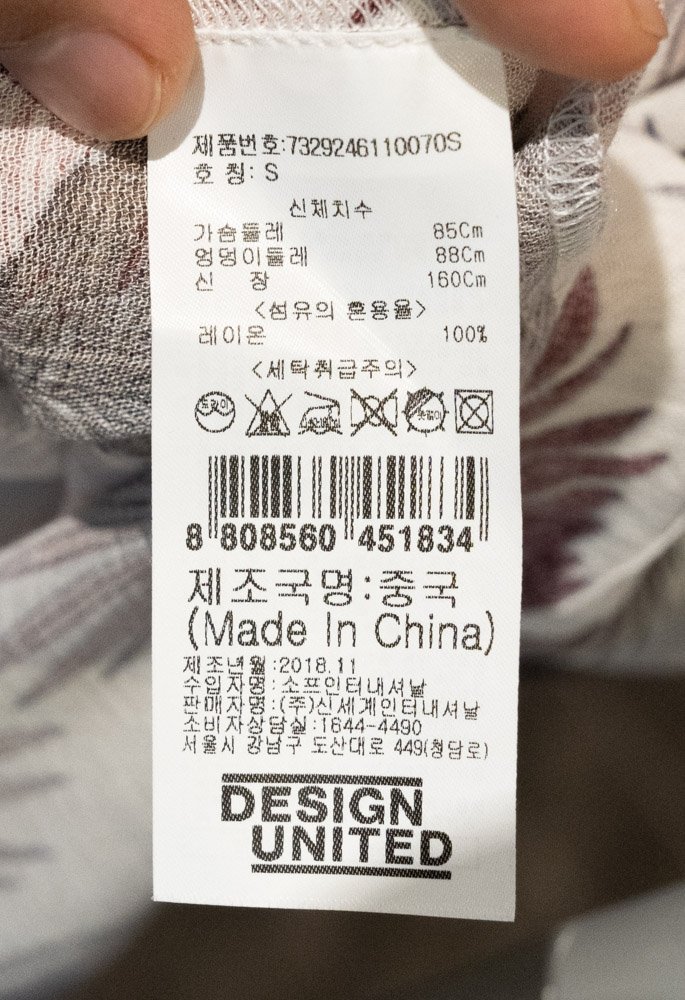 제품번호:7329246110070S
호 칭: S
신체치수
가슴둘레 85Cm
엉덩이둘레 88Cm
신 장 160Cm
<섬유의 혼용율>
레이온 100%
<세탁취급주의>
드라이
8 808560 451834
제조국명:중국
(Made In China)
제조년월:2018.11
수입자명:소프인터내셔날
판매자명:(주)신세계인터내셔날
소비자상담실:1644-4490
서울시 강남구 도산대로 449(청담로)
DESIGN
UNITED